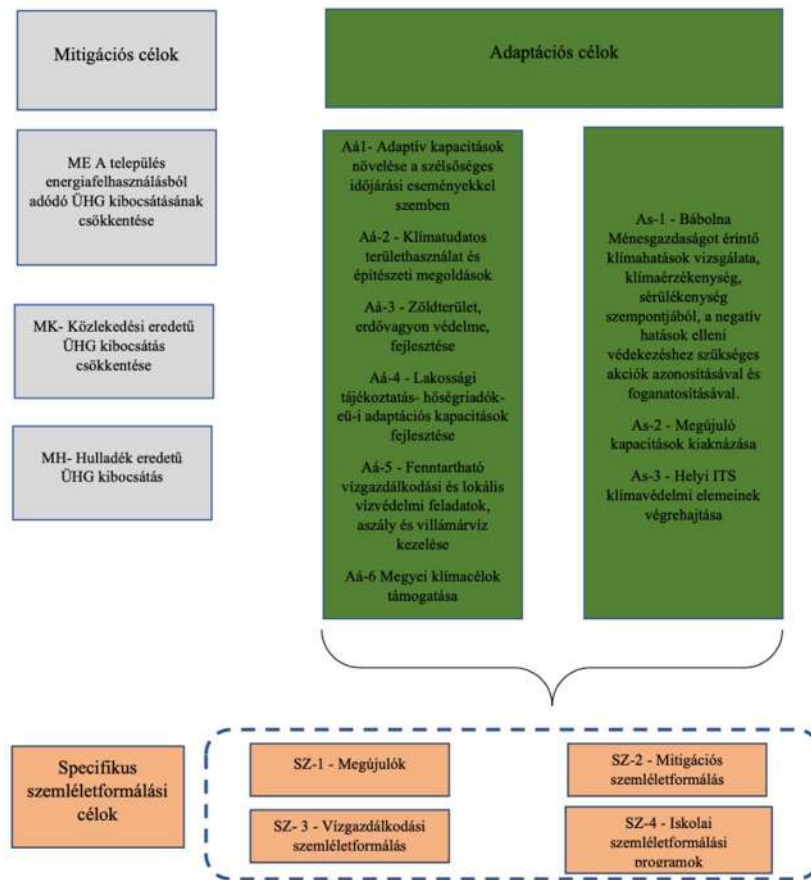 Mitigációs célok
Adaptációs célok
ME A település
energiafelhasználásból
adódó ÜHG kibocsátásának
csökkentése
MK- Közlekedési eredetű
ÜHG kibocsátás
csökkentése
MH- Hulladék eredetű
ÜHG kibocsátás
Aá1- Adaptív kapacitások
növelése a szélsőséges
időjárási eseményekkel
szemben
Aá-2 - Klímatudatos
területhasználat és
építészeti megoldások
Aá-3 - Zöldterület,
erdővagyon védelme,
fejlesztése
Aá-4 - Lakossági
tájékoztatás- hőségriadók-
eü-i adaptációs kapacitások
fejlesztése
Aá-5 - Fenntartható
vízgazdálkodási és lokális
vízvédelmi feladatok,
aszály és villámárvíz
kezelése
Aá-6 Megyei klímacélok
támogatása
As-1 - Bábolna
Ménesgazdaságot érintő
klímahatások vizsgálata,
klímaérzékenység,
sérülékenység
szempontjából, a negatív
hatások elleni
védekezéshez szükséges
akciók azonosításával és
foganatosításával.
As-2 - Megújuló
kapacitások kiaknázása
As-3 - Helyi ITS
klímavédelmi elemeinek
végrehajtása
Specifikus
szemléletformálási
célok
SZ-1 - Megújulók
SZ-2 - Mitigációs
szemléletformálás
SZ- 3 - Vízgazdálkodási
szemléletformálás
SZ-4 - Iskolai
szemléletformálási
programok